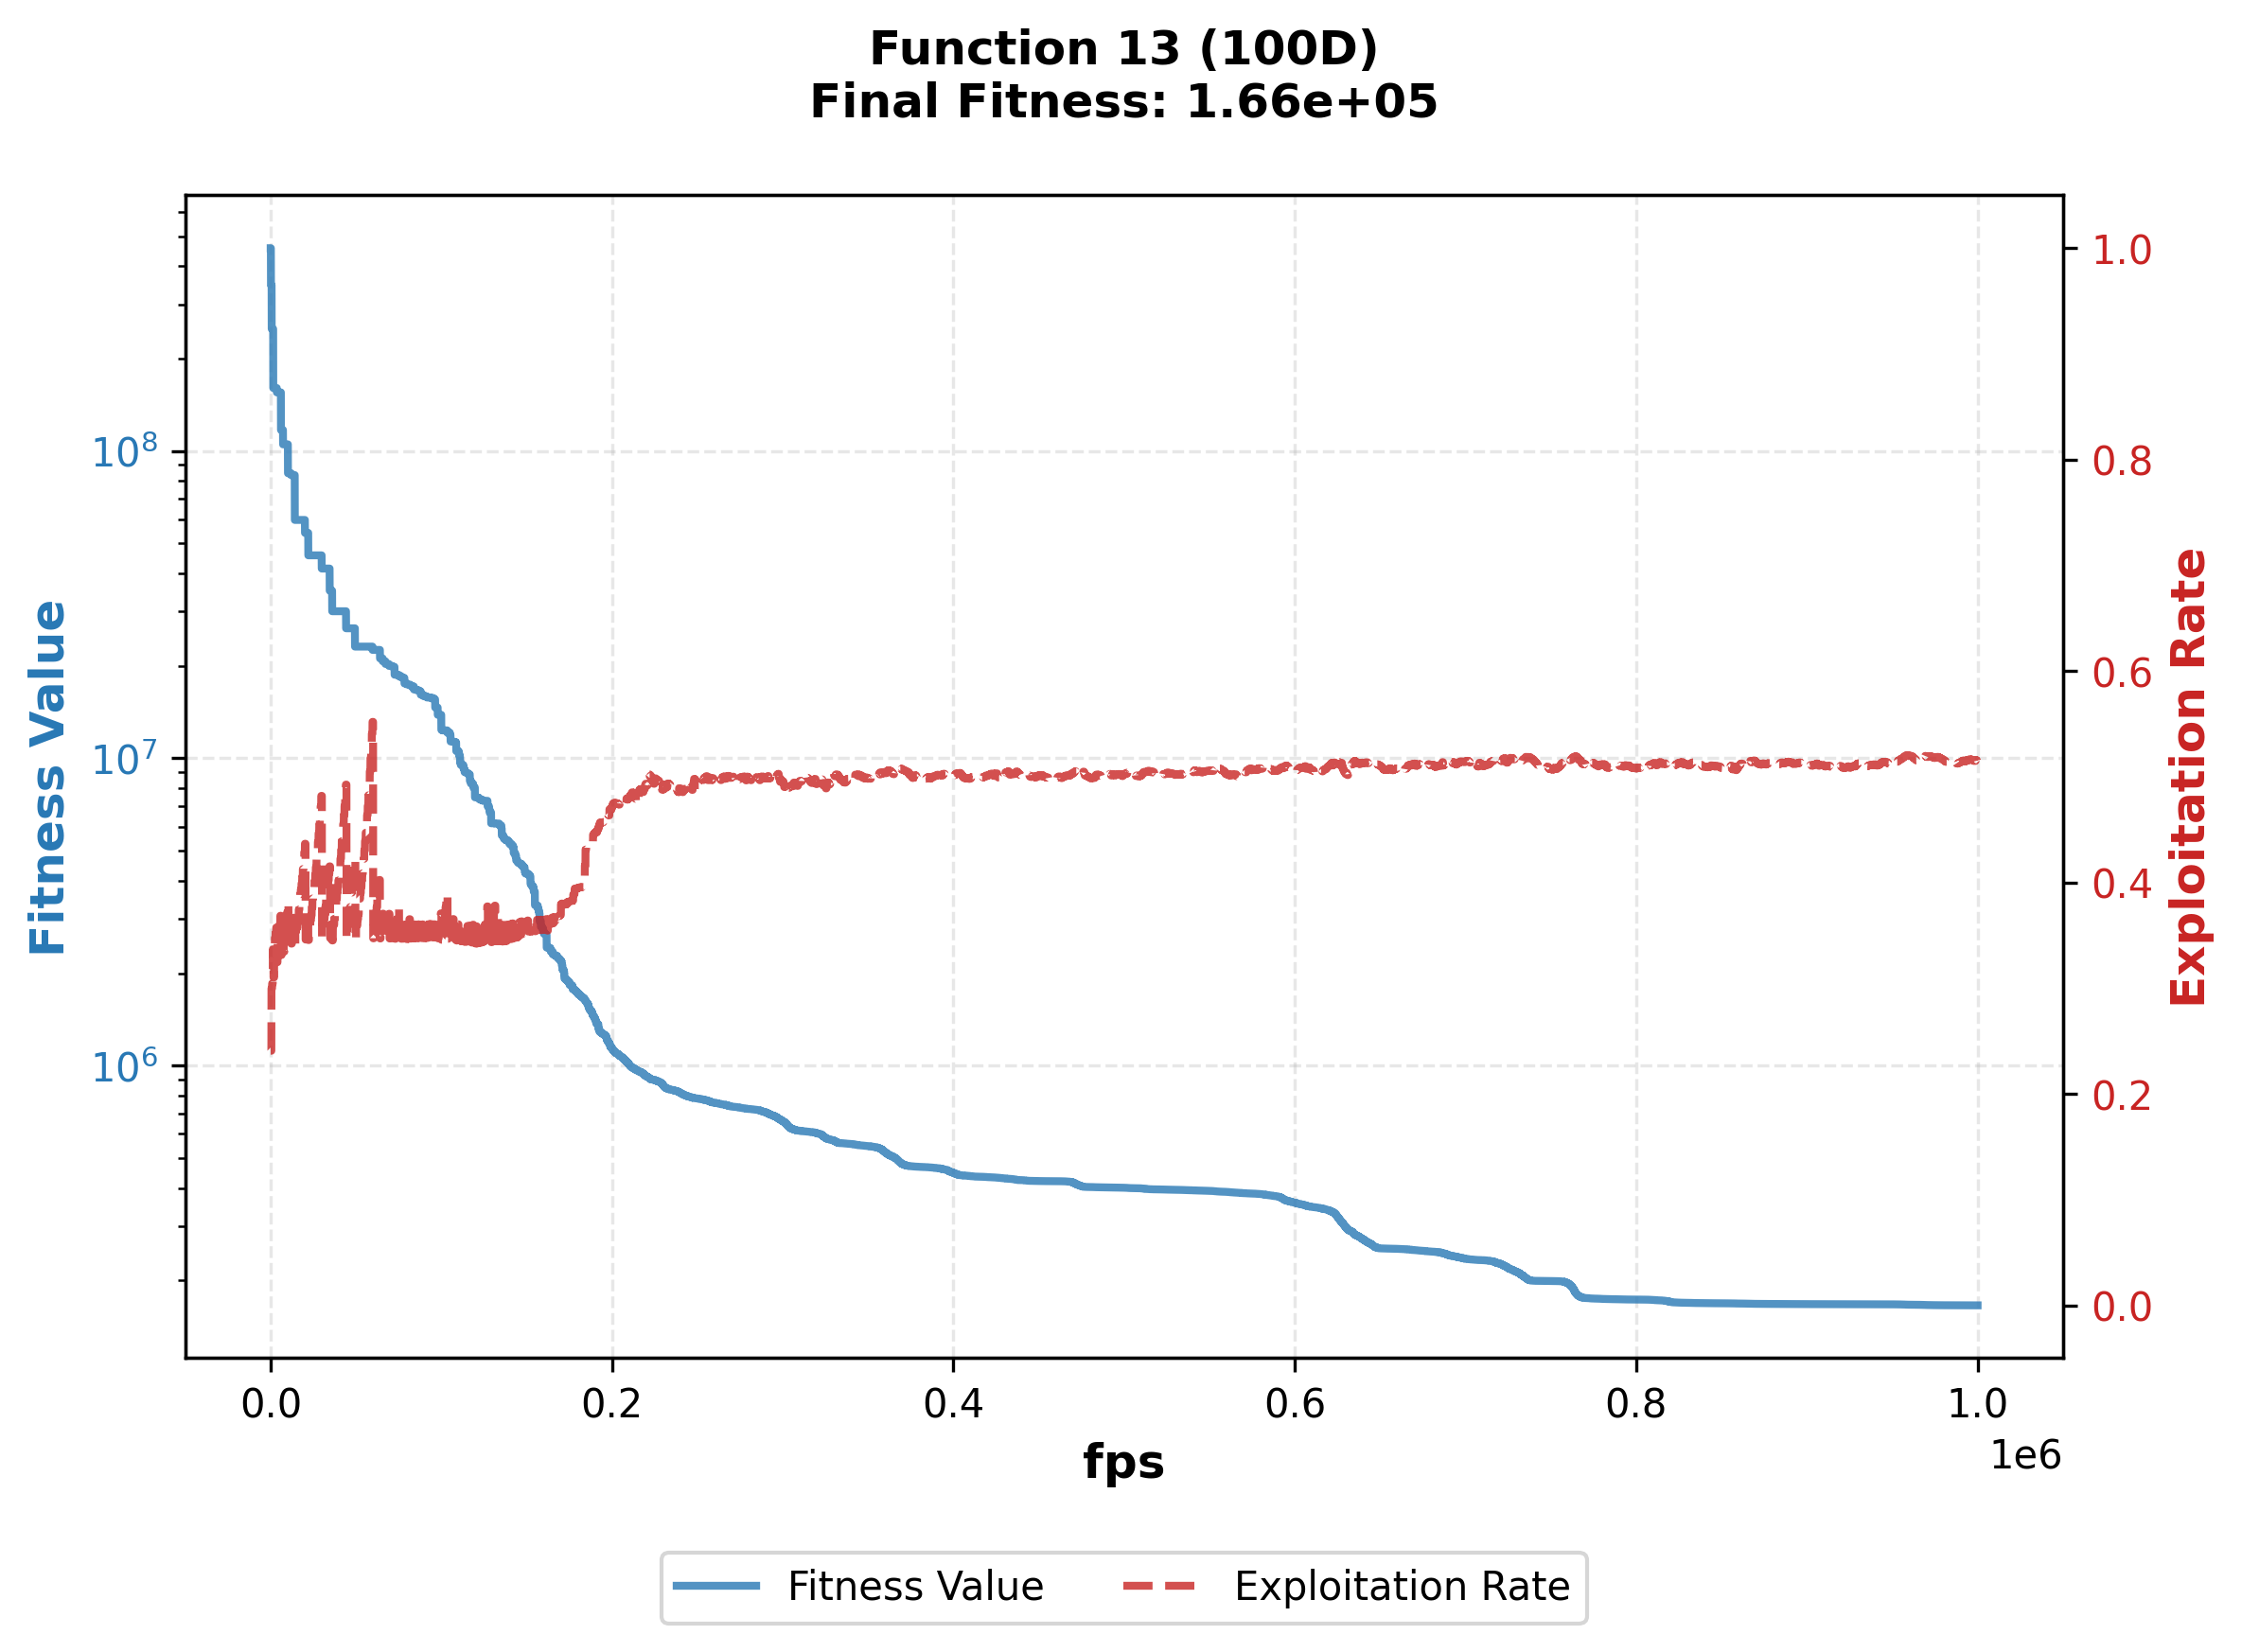 Function 13 (100D)
Final Fitness: 1.66e+05
Fitness Value
10⁸
10⁷
10⁶
1.0
0.8
0.6
0.4
0.2
0.0
Exploitation Rate
0.0 0.2 0.4 0.6 0.8 1.0
1e6
fps
Fitness Value Exploitation Rate